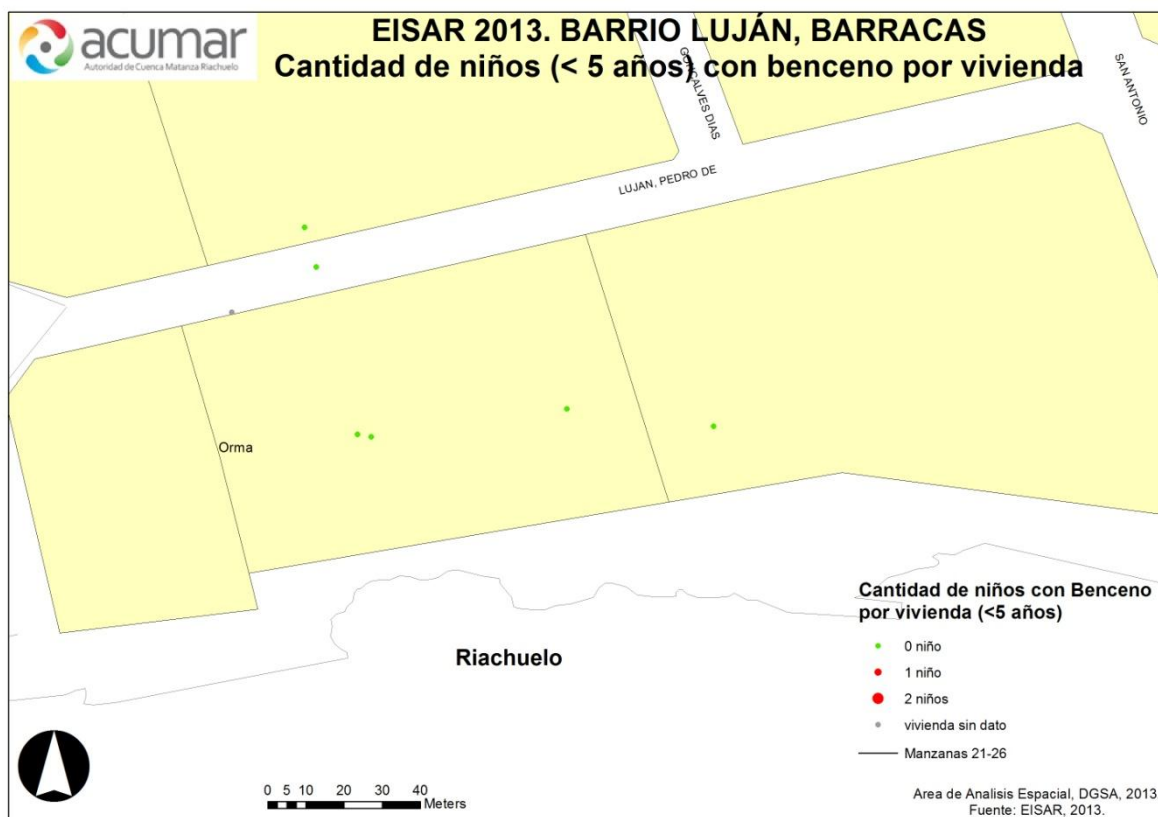 acumar
Autoridad de Cuenca Matanza Riachuelo
EISAR 2013. BARRIO LUJÁN, BARRACAS
Cantidad de niños (< 5 años) con benceno por vivienda
GONCALVES DIAS
SAN ANTONIO
LUJAN, PEDRO DE
Orma
Riachuelo
Cantidad de niños con Benceno
por vivienda (<5 años)
0 niño
1 niño
2 niños
vivienda sin dato
Manzanas 21-26
0 5 10 20 30 40
Meters
Area de Analisis Espacial, DGSA, 2013
Fuente: EISAR, 2013.